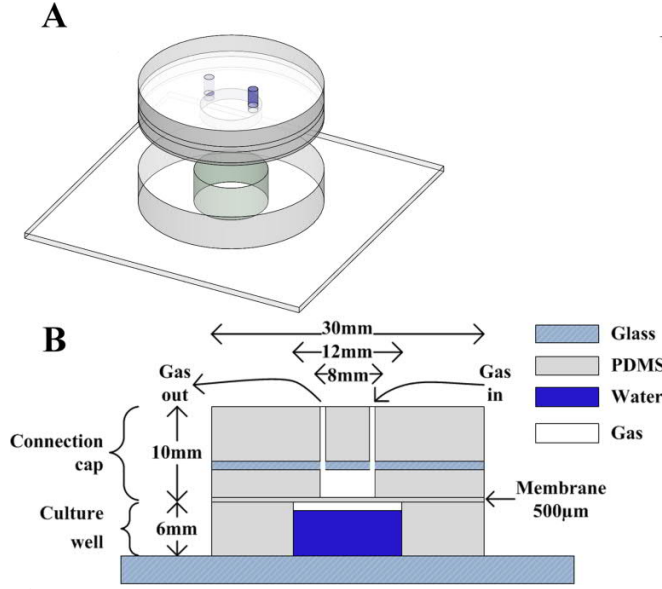 A
B
30mm
12mm
8mm
Gas
out
Gas
in
Glass
PDMS
Water
Gas
Connection
cap
10mm
Culture
well
6mm
Membrane
500µm